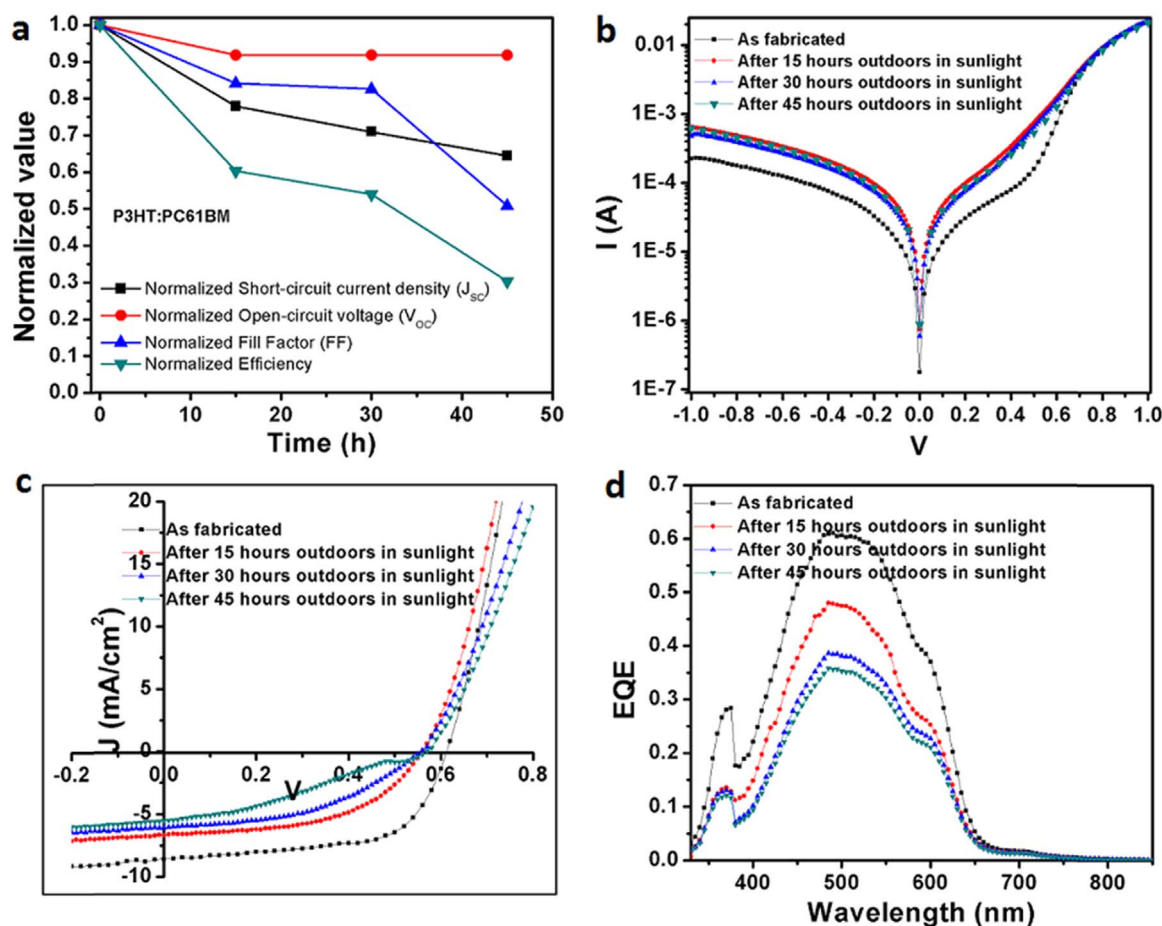 a
1.0
0.9
0.8
0.7
0.6
0.5
0.4
0.3
0.2
0.1
0.0
Normalized value
P3HT:PC61BM
Normalized Short-circuit current density (J_SC)
Normalized Open-circuit voltage (V_OC)
Normalized Fill Factor (FF)
Normalized Efficiency
0 10 20 30 40 50
Time (h)
b
As fabricated
After 15 hours outdoors in sunlight
After 30 hours outdoors in sunlight
After 45 hours outdoors in sunlight
0.01
1E-3
1E-4
1E-5
1E-6
1E-7
I (A)
-1.0 -0.8 -0.6 -0.4 -0.2 0.0 0.2 0.4 0.6 0.8 1.0
V
c
As fabricated
After 15 hours outdoors in sunlight
After 30 hours outdoors in sunlight
After 45 hours outdoors in sunlight
20
15
10
5
0
-5
-10
J (mA/cm²)
-0.2 0.0 0.2 0.4 0.6 0.8
V
d
As fabricated
After 15 hours outdoors in sunlight
After 30 hours outdoors in sunlight
After 45 hours outdoors in sunlight
0.7
0.6
0.5
0.4
0.3
0.2
0.1
0.0
EQE
400 500 600 700 800
Wavelength (nm)